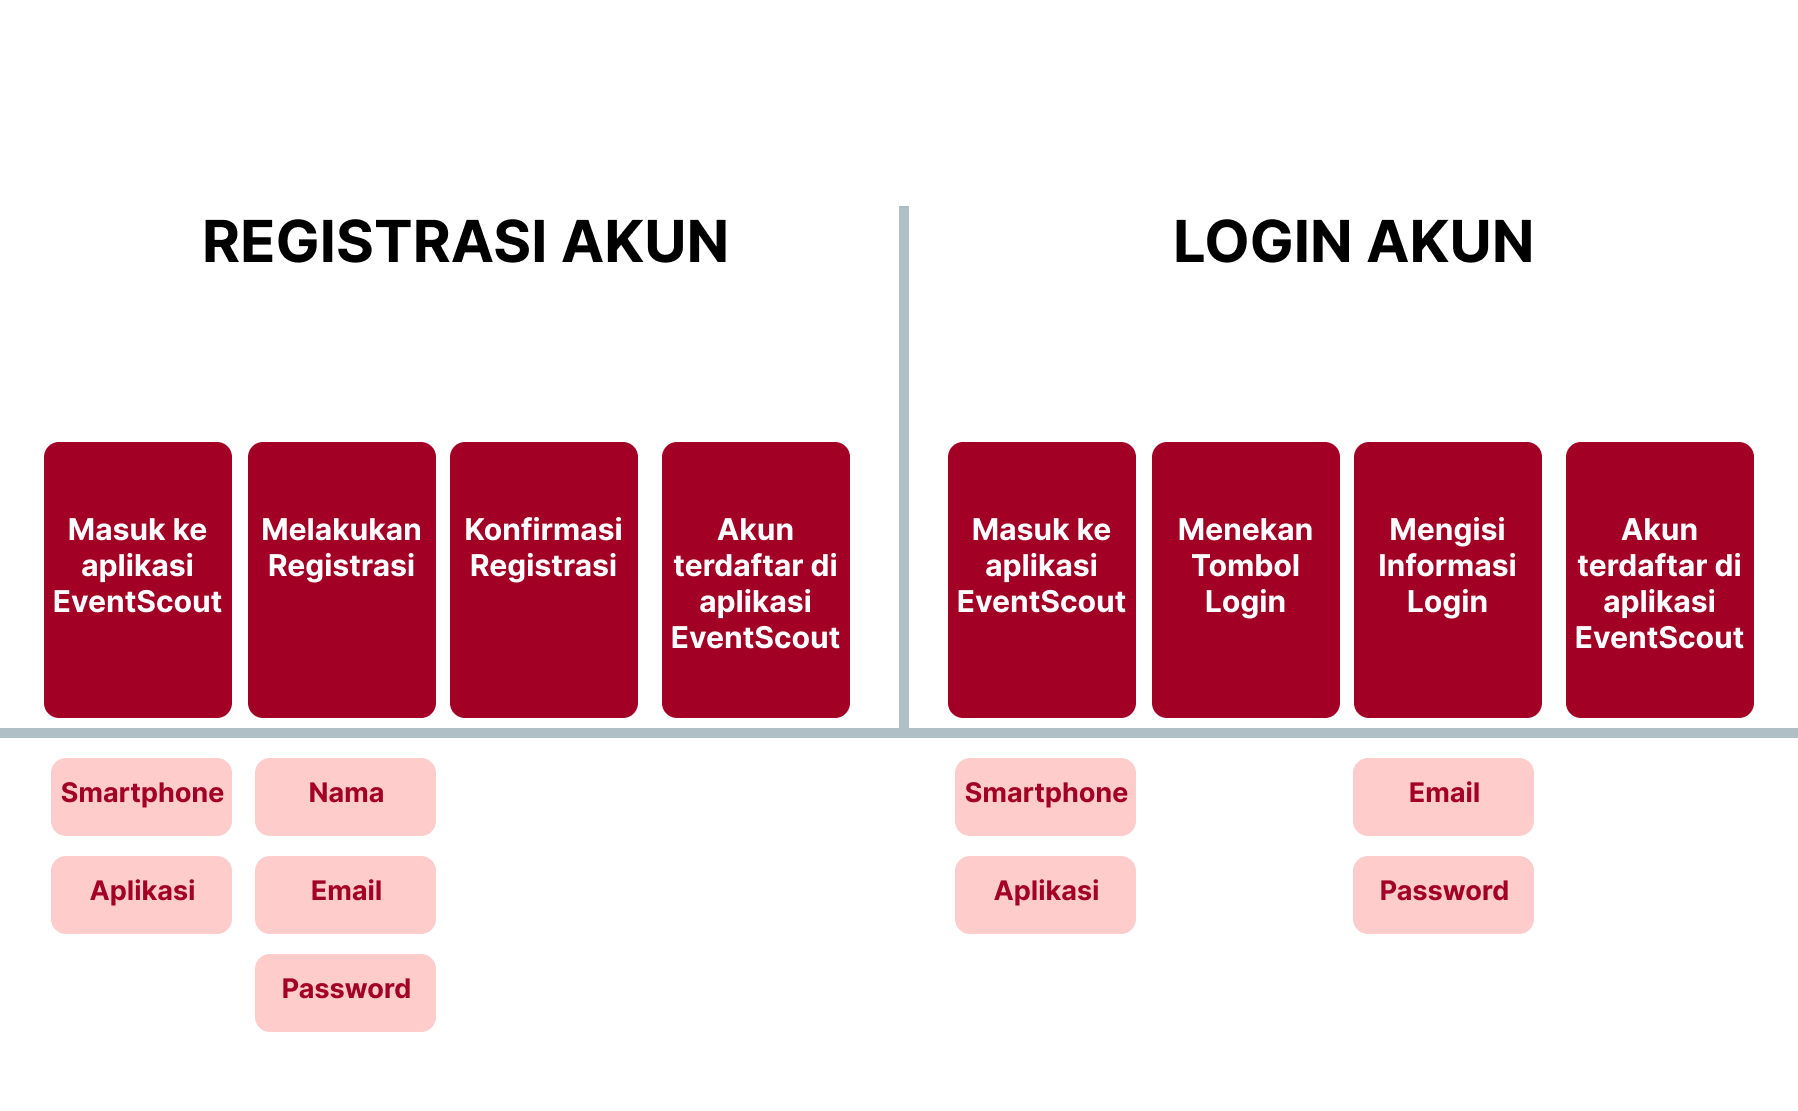 REGISTRASI AKUN
Masuk ke
aplikasi
EventScout
Melakukan
Registrasi
Konfirmasi
Registrasi
Akun
terdaftar di
aplikasi
EventScout
Smartphone
Aplikasi
Nama
Email
Password
LOGIN AKUN
Masuk ke
aplikasi
EventScout
Menekan
Tombol
Login
Mengisi
Informasi
Login
Akun
terdaftar di
aplikasi
EventScout
Smartphone
Aplikasi
Email
Password